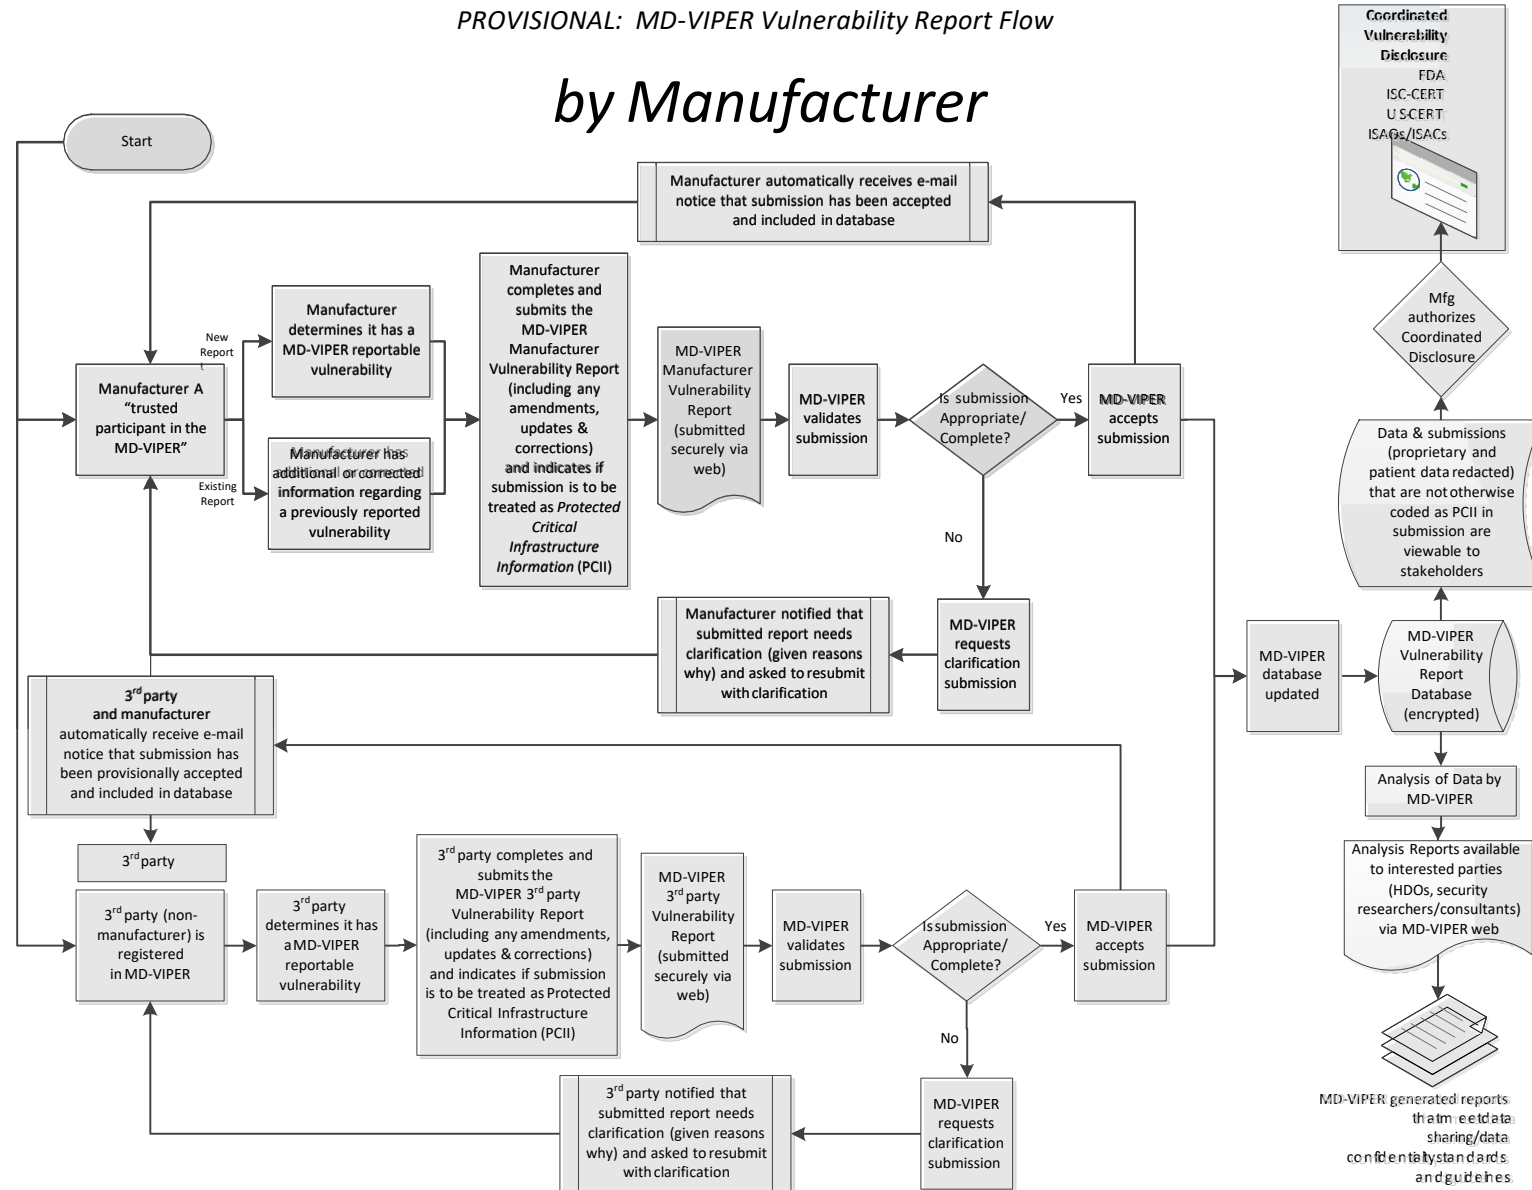 PROVISIONAL: MD-VIPER Vulnerability Report Flow
by Manufacturer
Start
Manufacturer automatically receives e-mail
notice that submission has been accepted
and included in database
Manufacturer A
“trusted
participant in the
MD-VIPER”
New
Report
t
Existing
Report
Manufacturer
determines it has a
MD-VIPER reportable
vulnerability
Manufacturer has
additional or corrected
information regarding
a previously reported
vulnerability
Manufacturer
completes and
submits the
MD-VIPER
Manufacturer
Vulnerability Report
(including any
amendments,
updates &
corrections)
and indicates if
submission is to be
treated as Protected
Critical
Infrastructure
Information (PCII)
MD-VIPER
Manufacturer
Vulnerability
Report
(submitted
securely via
web)
MD-VIPER
validates
submission
Is submission
Appropriate/
Complete?
Yes
No
MD-VIPER
accepts
submission
MD-VIPER
requests
clarification
submission
Manufacturer notified that
submitted report needs
clarification (given reasons
why) and asked to resubmit
with clarification
3rd party
and manufacturer
automatically receive e-mail
notice that submission has
been provisionally accepted
and included in database
3rd party
3rd party (non-
manufacturer) is
registered
in MD-VIPER
3rd party
determines it has
a MD-VIPER
reportable
vulnerability
3rd party completes and
submits the
MD-VIPER 3rd party
Vulnerability Report
(including any amendments,
updates & corrections)
and indicates if submission
is to be treated as Protected
Critical Infrastructure
Information (PCII)
MD-VIPER
3rd party
Vulnerability
Report
(submitted
securely via
web)
MD-VIPER
validates
submission
Is submission
Appropriate/
Complete?
Yes
No
MD-VIPER
accepts
submission
MD-VIPER
requests
clarification
submission
3rd party notified that
submitted report needs
clarification (given reasons
why) and asked to resubmit
with clarification
MD-VIPER
database
updated
MD-VIPER
Vulnerability
Report
Database
(encrypted)
Data & submissions
(proprietary and
patient data redacted)
that are not otherwise
coded as PCII in
submission are
viewable to
stakeholders
Mfg
authorizes
Coordinated
Disclosure
Coordinated
Vulnerability
Disclosure
FDA
ISC-CERT
US CERT
ISAOs/ISACs
Analysis of Data by
MD-VIPER
Analysis Reports available
to interested parties
(HDOs, security
researchers/consultants)
via MD-VIPER web
MD-VIPER generated reports
that meet data
sharing/data
confidentiality standards
and guidelines